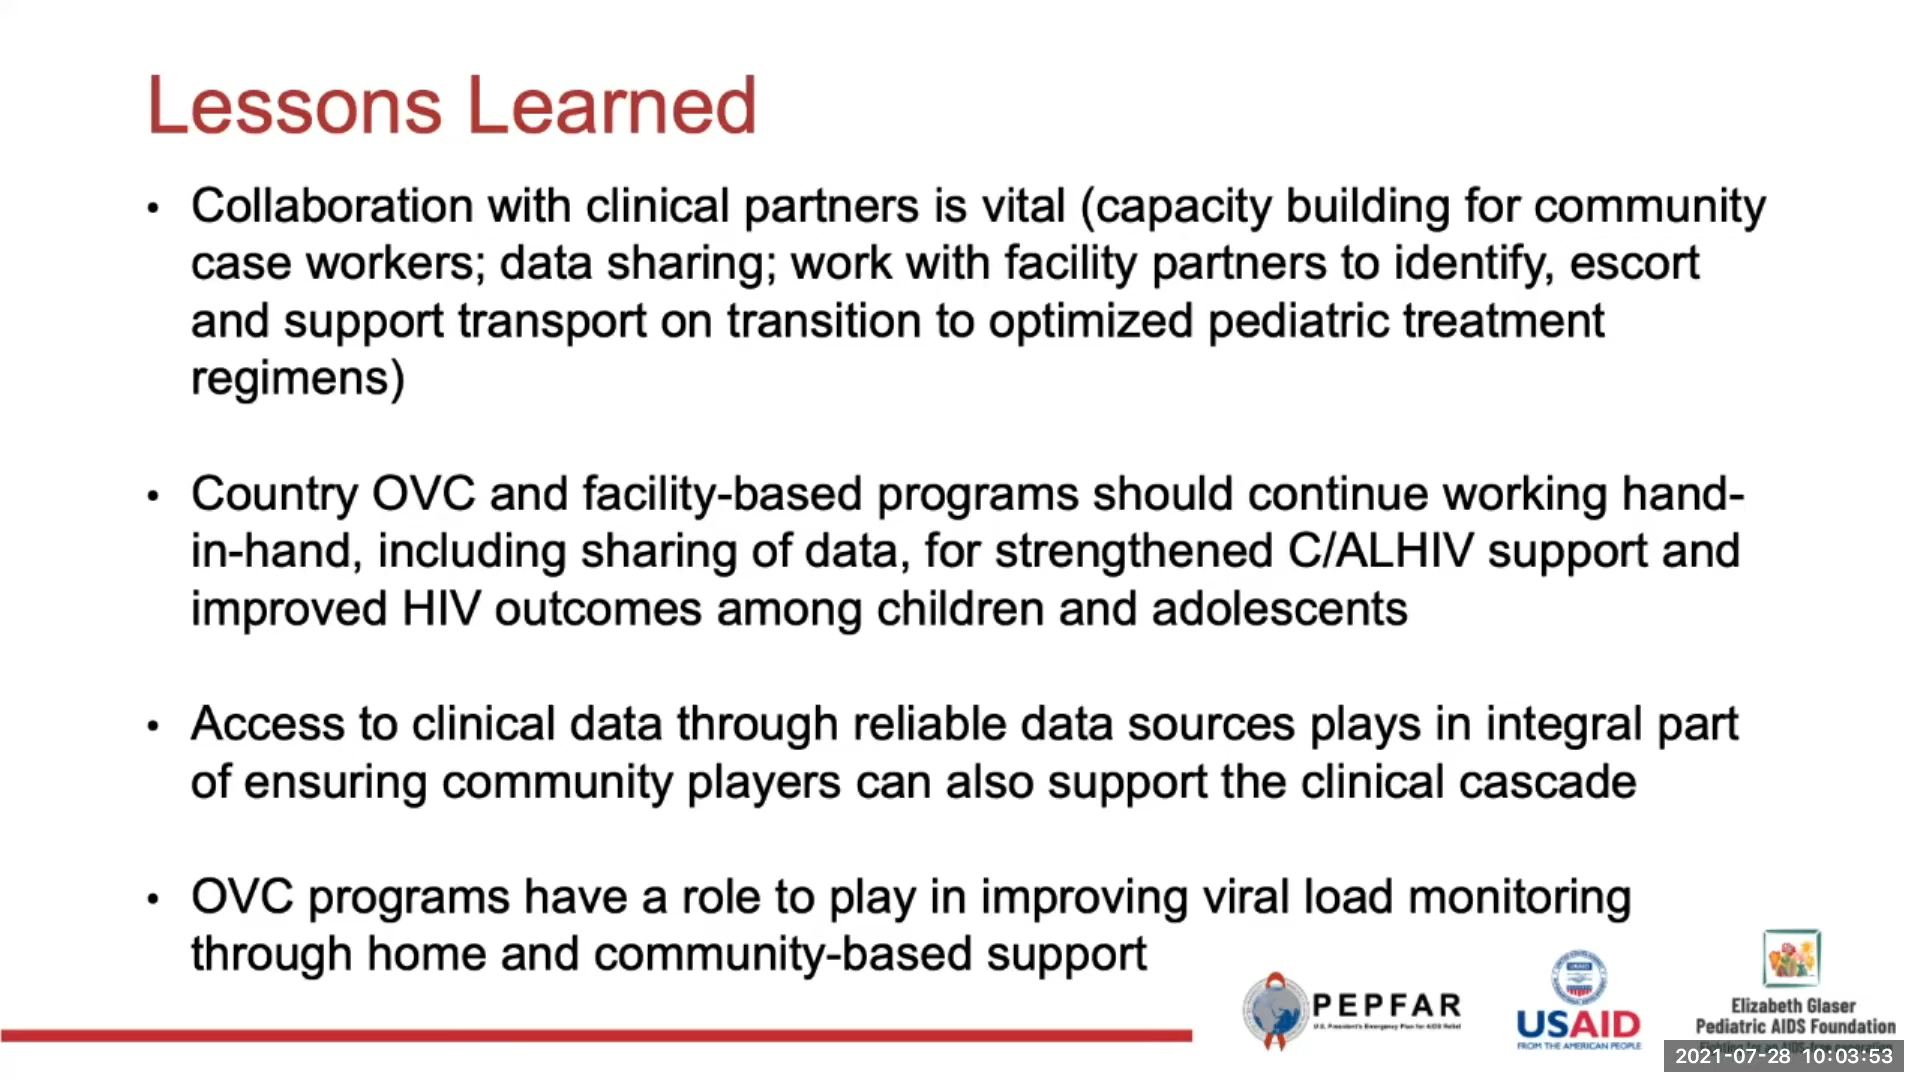 Lessons Learned
• Collaboration with clinical partners is vital (capacity building for community
case workers; data sharing; work with facility partners to identify, escort
and support transport on transition to optimized pediatric treatment
regimens)
• Country OVC and facility-based programs should continue working hand-
in-hand, including sharing of data, for strengthened C/ALHIV support and
improved HIV outcomes among children and adolescents
• Access to clinical data through reliable data sources plays in integral part
of ensuring community players can also support the clinical cascade
• OVC programs have a role to play in improving viral load monitoring
through home and community-based support
PEPFAR
U.S. President's Emergency Plan for AIDS Relief
USAID
FROM THE AMERICAN PEOPLE
Elizabeth Glaser
Pediatric AIDS Foundation
2021-07-28 10:03:53